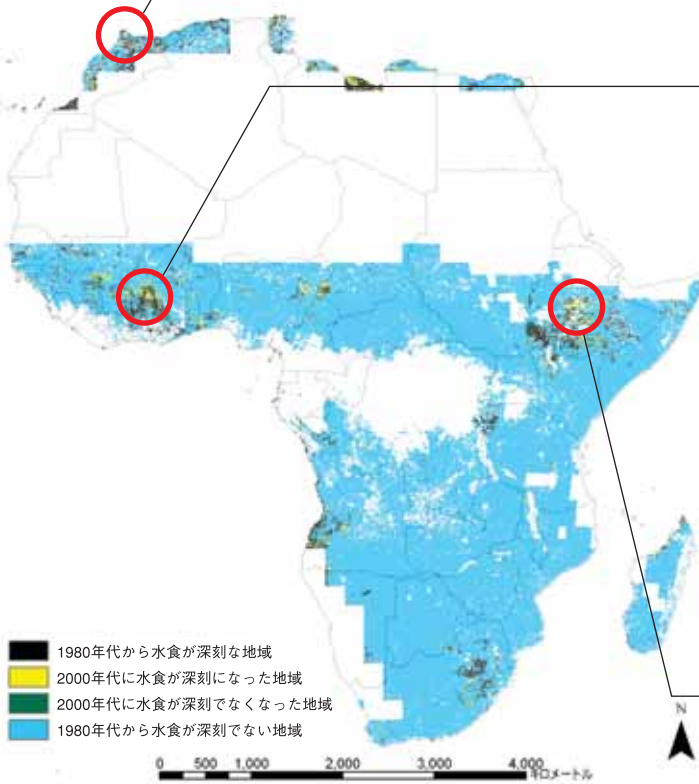 1980年代から水食が深刻な地域
2000年代に水食が深刻になった地域
2000年代に水食が深刻でなくなった地域
1980年代から水食が深刻でない地域
N
0 500 1,000 2,000 3,000 4,000
キロメートル